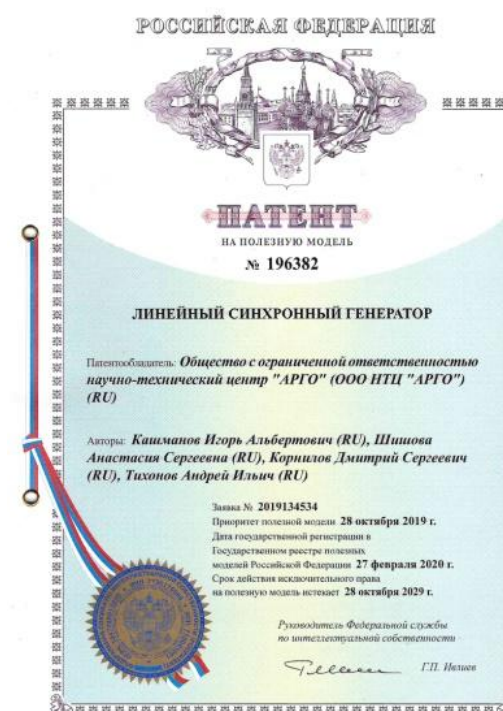 РОССИЙСКАЯ ФЕДЕРАЦИЯ
ПАТЕНТ
НА ПОЛЕЗНУЮ МОДЕЛЬ
№ 196382
ЛИНЕЙНЫЙ СИНХРОННЫЙ ГЕНЕРАТОР
Патентообладатель: Общество с ограниченной ответственностью
научно-технический центр "АРГО" (ООО НТЦ "АРГО")
(RU)
Авторы: Кашманов Игорь Альбертович (RU), Шишова
Анастасия Сергеевна (RU), Корнилов Дмитрий Сергеевич
(RU), Тихонов Андрей Ильич (RU)
Заявка № 2019134534
Приоритет полезной модели 28 октября 2019 г.
Дата государственной регистрации в
Государственном реестре полезных
моделей Российской Федерации 27 февраля 2020 г.
Срок действия исключительного права
на полезную модель истекает 28 октября 2029 г.
Руководитель Федеральной службы
по интеллектуальной собственности
Г.П. Ивлиев